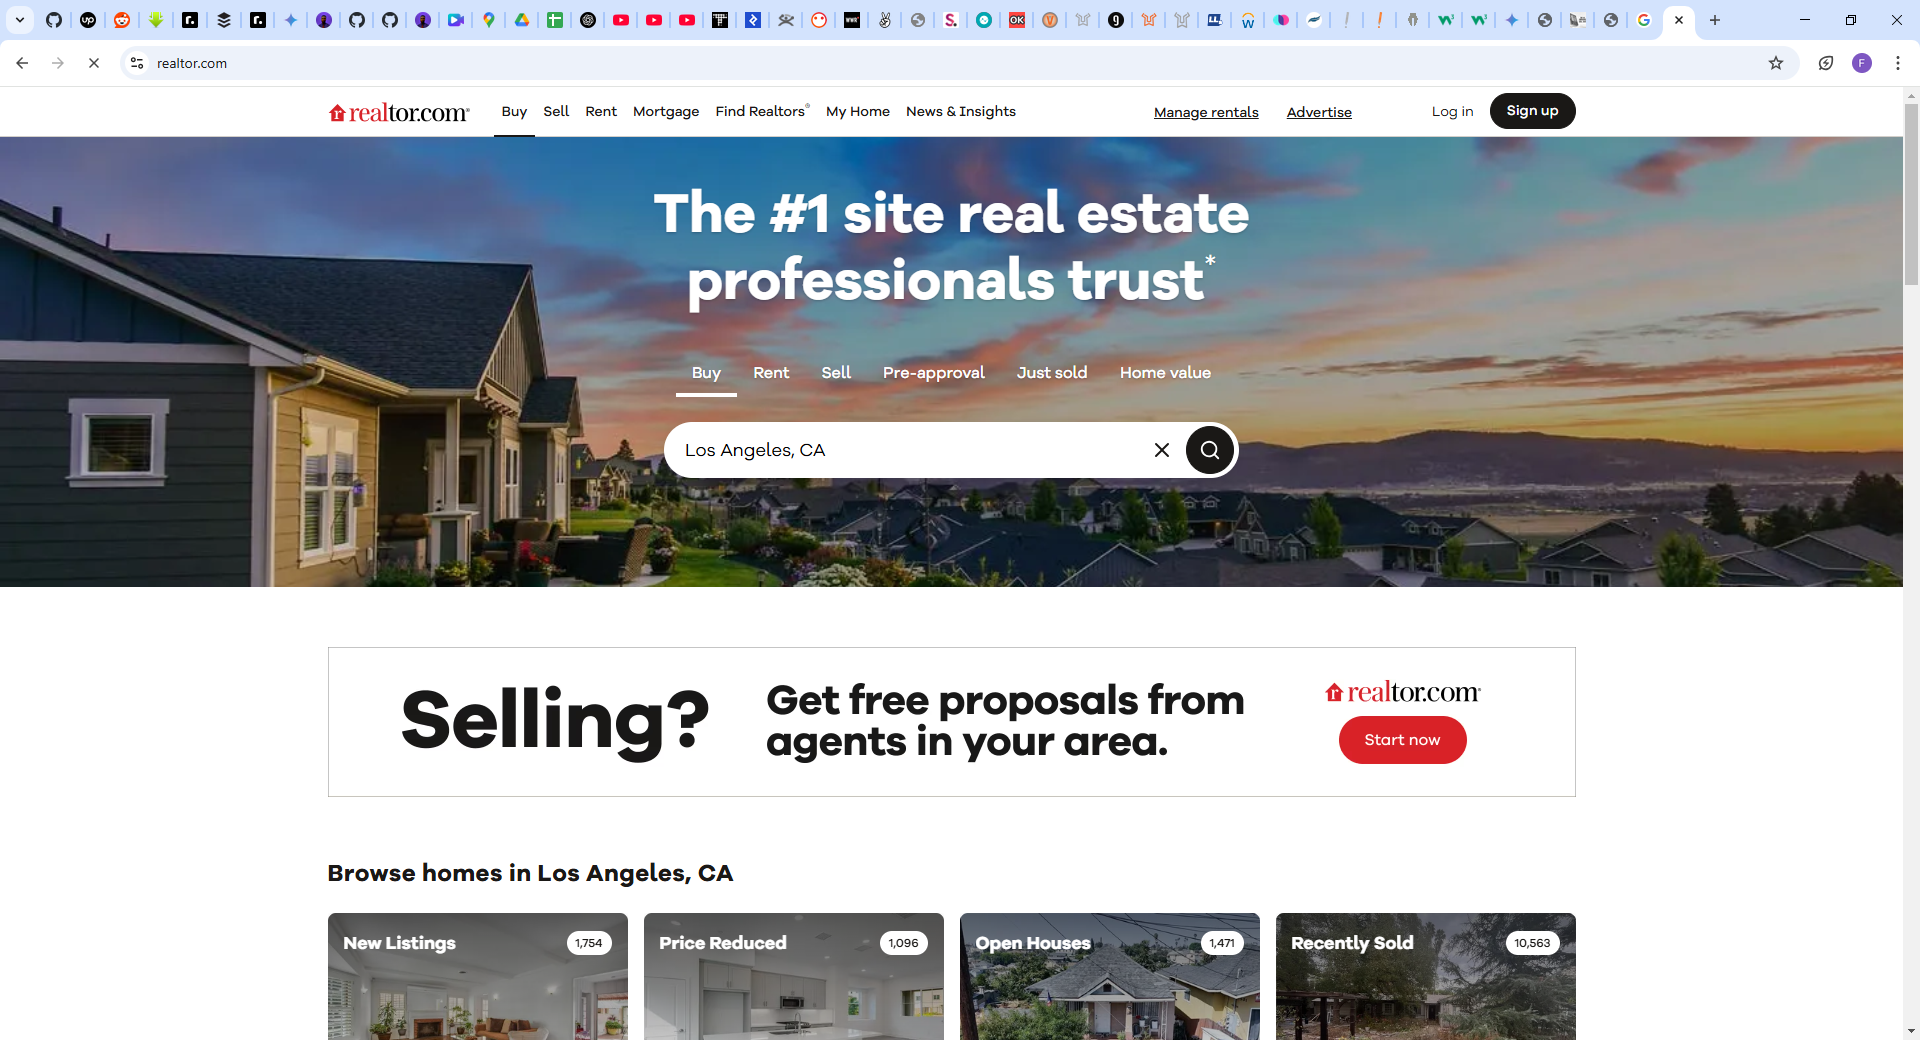 realtor.com
realtor.com®
Buy
Sell
Rent
Mortgage
Find Realtors®
My Home
News & Insights
Manage rentals
Advertise
Log in
Sign up
The #1 site real estate
professionals trust*
Buy
Rent
Sell
Pre-approval
Just sold
Home value
Los Angeles, CA
Selling?
Get free proposals from
agents in your area.
realtor.com®
Start now
Browse homes in Los Angeles, CA
New Listings
1,754
Price Reduced
1,096
Open Houses
1,471
Recently Sold
10,563